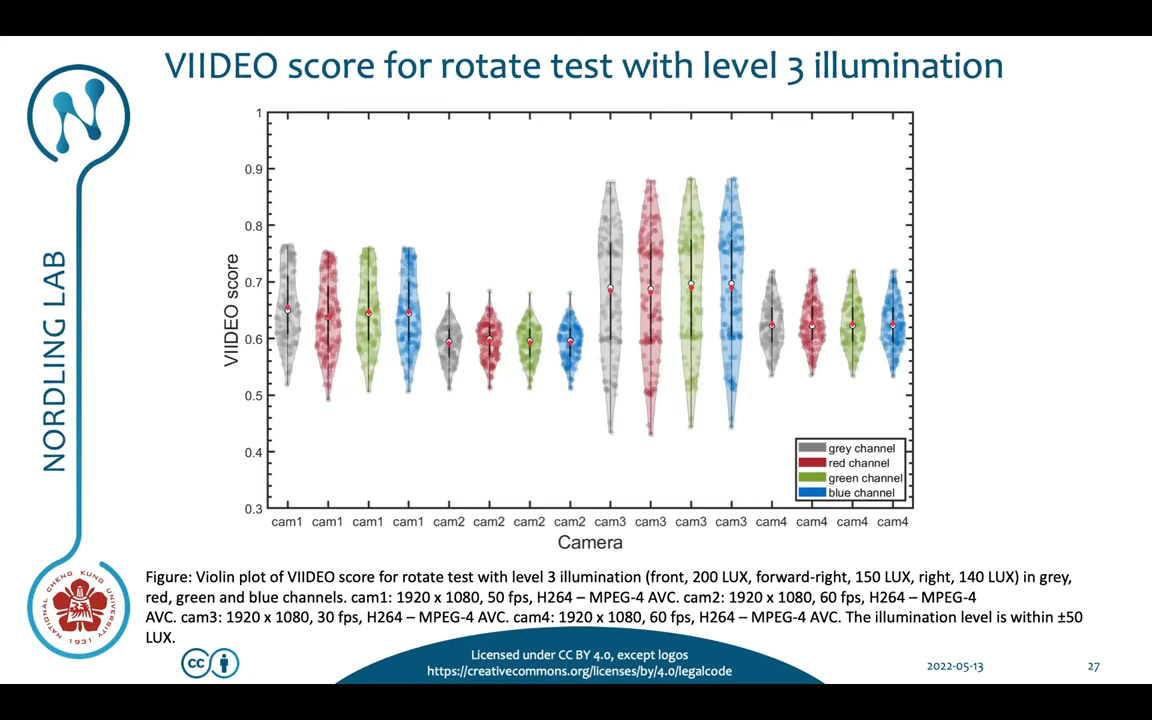 VIIDEO score for rotate test with level 3 illumination
NORDLING LAB
1
0.9
0.8
0.7
0.6
0.5
0.4
0.3
VIIDEO score
grey channel
red channel
green channel
blue channel
cam1 cam1 cam1 cam1 cam2 cam2 cam2 cam2 cam3 cam3 cam3 cam3 cam4 cam4 cam4 cam4
Camera
Figure: Violin plot of VIIDEO score for rotate test with level 3 illumination (front, 200 LUX, forward-right, 150 LUX, right, 140 LUX) in grey,
red, green and blue channels. cam1: 1920 x 1080, 50 fps, H264 – MPEG-4 AVC. cam2: 1920 x 1080, 60 fps, H264 – MPEG-4
AVC. cam3: 1920 x 1080, 30 fps, H264 – MPEG-4 AVC. cam4: 1920 x 1080, 60 fps, H264 – MPEG-4 AVC. The illumination level is within ±50
LUX.
NATIONAL CHENG KUNG UNIVERSITY
1931
cc
Licensed under CC BY 4.0, except logos
https://creativecommons.org/licenses/by/4.0/legalcode
2022-05-13
27